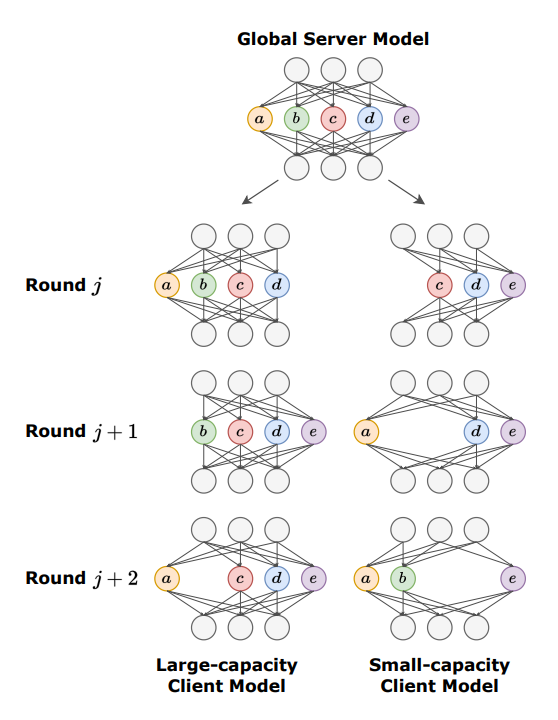 Global Server Model
a b c d e
Round j
a b c d
c d e
Round j + 1
b c d e
a d e
Round j + 2
a c d e
a b e
Large-capacity
Client Model
Small-capacity
Client Model